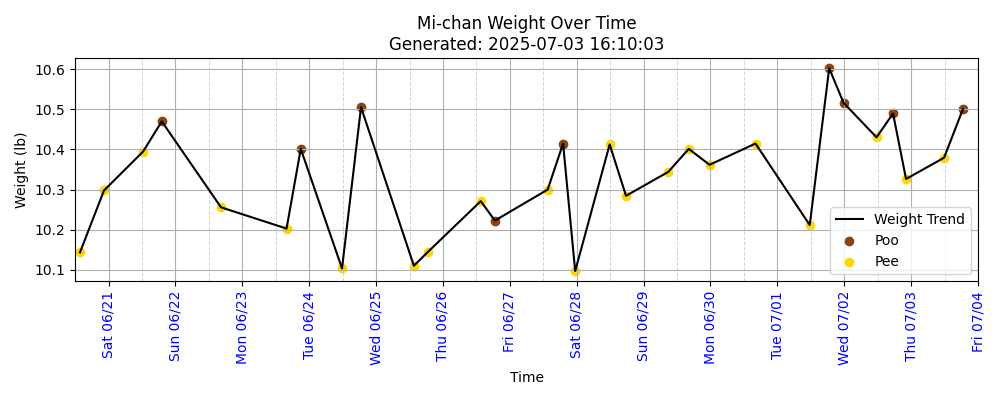 Mi-chan Weight Over Time
Generated: 2025-07-03 16:10:03
Weight (lb)
10.6
10.5
10.4
10.3
10.2
10.1
Weight Trend
Poo
Pee
Sat 06/21
Sun 06/22
Mon 06/23
Tue 06/24
Wed 06/25
Thu 06/26
Fri 06/27
Sat 06/28
Sun 06/29
Mon 06/30
Tue 07/01
Wed 07/02
Thu 07/03
Fri 07/04
Time